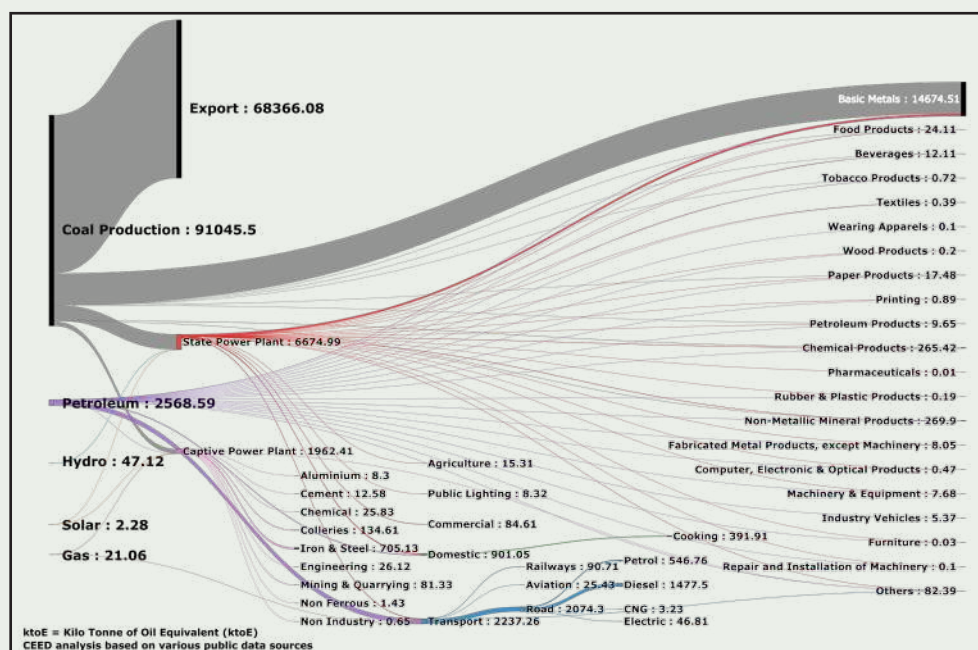 Export : 68366.08
Coal Production : 91045.5
State Power Plant : 6674.99
Petroleum : 2568.59
Captive Power Plant : 1962.41
Hydro : 47.12
Solar : 2.28
Gas : 21.06
Aluminium : 8.3
Cement : 12.58
Chemical : 25.83
Colleries : 134.61
Iron & Steel : 705.13
Engineering : 26.12
Mining & Quarrying : 81.33
Non Ferrous : 1.43
Non Industry : 0.65
Agriculture : 15.31
Public Lighting : 8.32
Commercial : 84.61
Domestic : 901.05
Transport : 2237.26
Cooking : 391.91
Railways : 90.71
Aviation : 25.43
Road : 2074.3
Petrol : 546.76
Diesel : 1477.5
CNG : 3.23
Electric : 46.81
Basic Metals : 14674.51
Food Products : 24.11
Beverages : 12.11
Tobacco Products : 0.72
Textiles : 0.39
Wearing Apparels : 0.1
Wood Products : 0.2
Paper Products : 17.48
Printing : 0.89
Petroleum Products : 9.65
Chemical Products : 265.42
Pharmaceuticals : 0.01
Rubber & Plastic Products : 0.19
Non-Metallic Mineral Products : 269.9
Fabricated Metal Products, except Machinery : 8.05
Computer, Electronic & Optical Products : 0.47
Machinery & Equipment : 7.68
Industry Vehicles : 5.37
Furniture : 0.03
Repair and Installation of Machinery : 0.1
Others : 82.39
ktoE = Kilo Tonne of Oil Equivalent (ktoE)
CEED analysis based on various public data sources